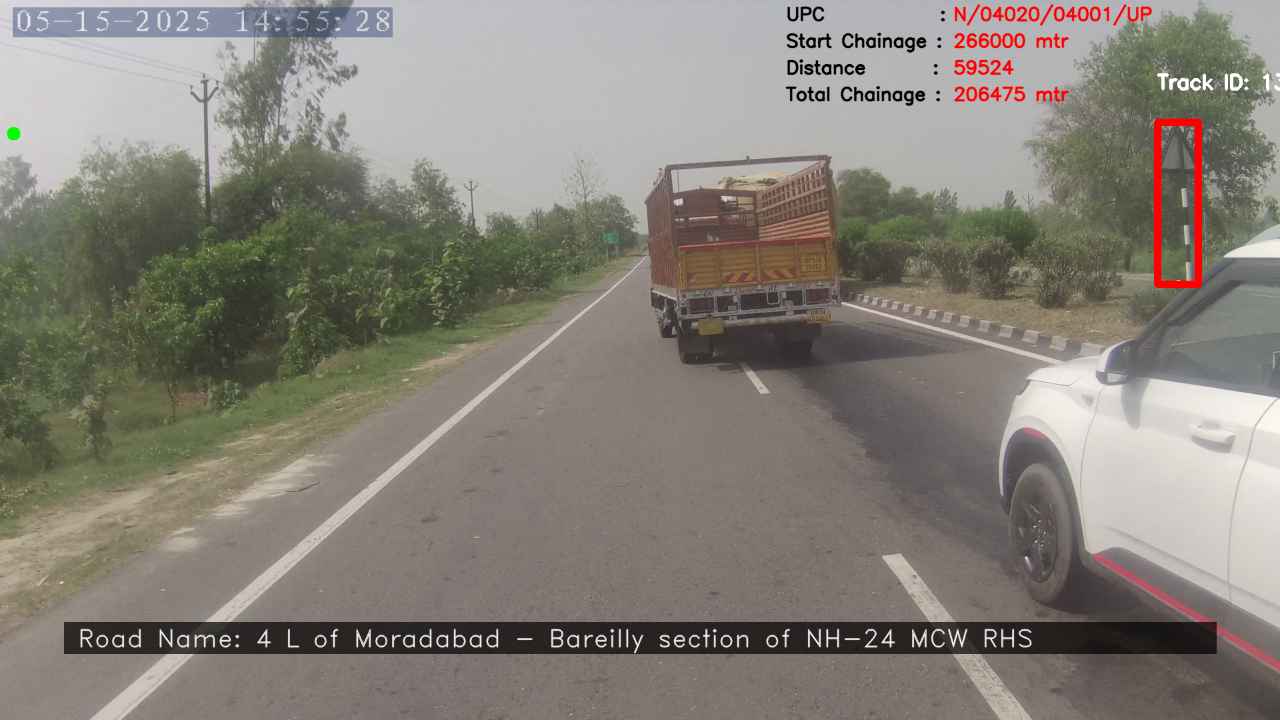 05-15-2025 14:55:28
UPC : N/04020/04001/UP
Start Chainage : 266000 mtr
Distance : 59524
Total Chainage : 206475 mtr
Track ID: 13
Road Name: 4 L of Moradabad - Bareilly section of NH-24 MCW RHS